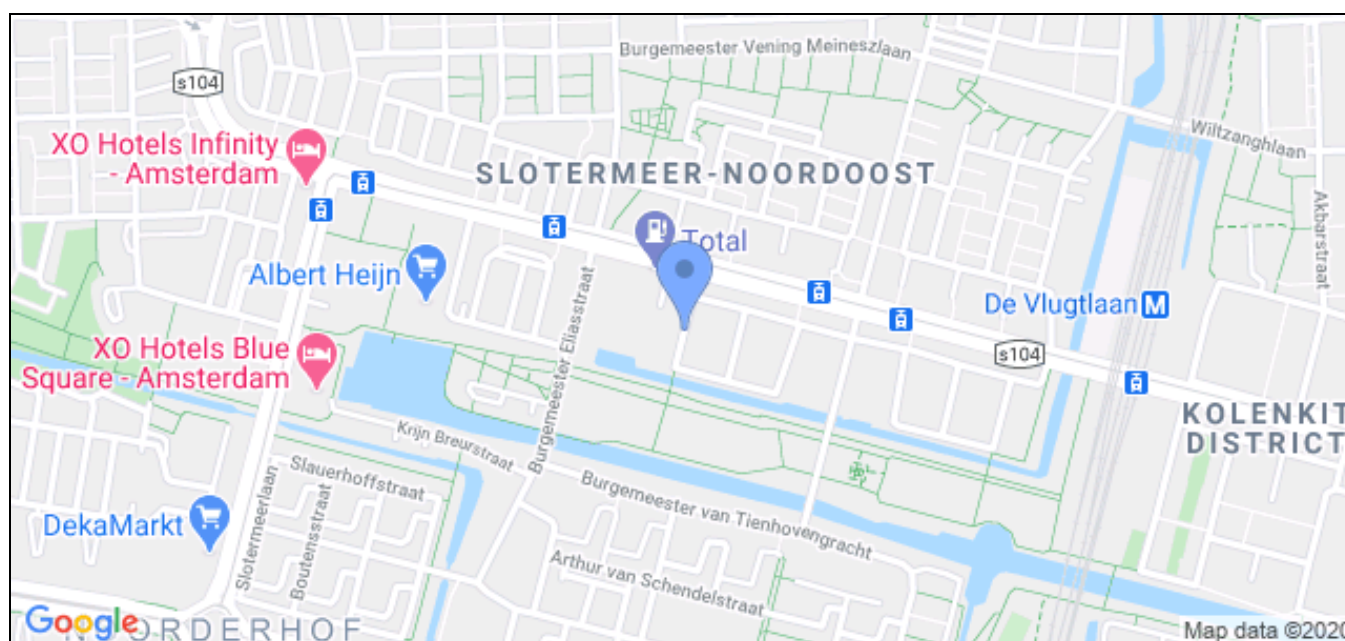 Burgemeester Vening Meineszlaan
s104
Wiltzanghlaan
XO Hotels Infinity
- Amsterdam
SLOTERMEER-NOORDOOST
Akbarstraat
Total
Albert Heijn
Burgemeester Eliasstraat
De Vlugtlaan M
XO Hotels Blue
Square - Amsterdam
s104
KOLENKIT
DISTRICT
Krijn Breurstraat
Slauerhoffstraat
Burgemeester van Tienhovengracht
DekaMarkt
Slotermeerlaan
Boutensstraat
Arthur van Schendelstraat
Google
ORDERHOF
Map data ©2020